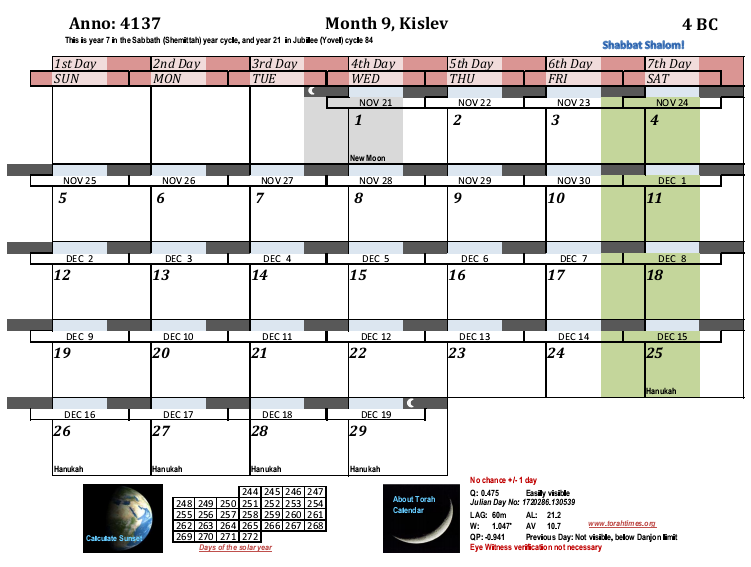 Anno: 4137 Month 9, Kislev 4 BC
This is year 7 in the Sabbath (Shemittah) year cycle, and year 21 in Jubilee (Yovel) cycle 84
Shabbat Shalom!
1st Day 2nd Day 3rd Day 4th Day 5th Day 6th Day 7th Day
SUN MON TUE WED THU FRI SAT
NOV 21 NOV 22 NOV 23 NOV 24
1 2 3 4
New Moon
NOV 25 NOV 26 NOV 27 NOV 28 NOV 29 NOV 30 DEC 1
5 6 7 8 9 10 11
DEC 2 DEC 3 DEC 4 DEC 5 DEC 6 DEC 7 DEC 8
12 13 14 15 16 17 18
DEC 9 DEC 10 DEC 11 DEC 12 DEC 13 DEC 14 DEC 15
19 20 21 22 23 24 25
Hanukah
DEC 16 DEC 17 DEC 18 DEC 19
26 27 28 29
Hanukah Hanukah Hanukah Hanukah
Calculate Sunset
244 245 246 247
248 249 250 251 252 253 254
255 256 257 258 259 260 261
262 263 264 265 266 267 268
269 270 271 272
Days of the solar year
About Torah
Calendar
No chance +/- 1 day
Q: 0.475 Easily visible
Julian Day No: 1720286.130539
LAG: 60m AL: 21.2
W: 1.047' AV 10.7 www.torahtimes.org
QP: -0.941 Previous Day: Not visible, below Danjon limit
Eye Witness verification not necessary